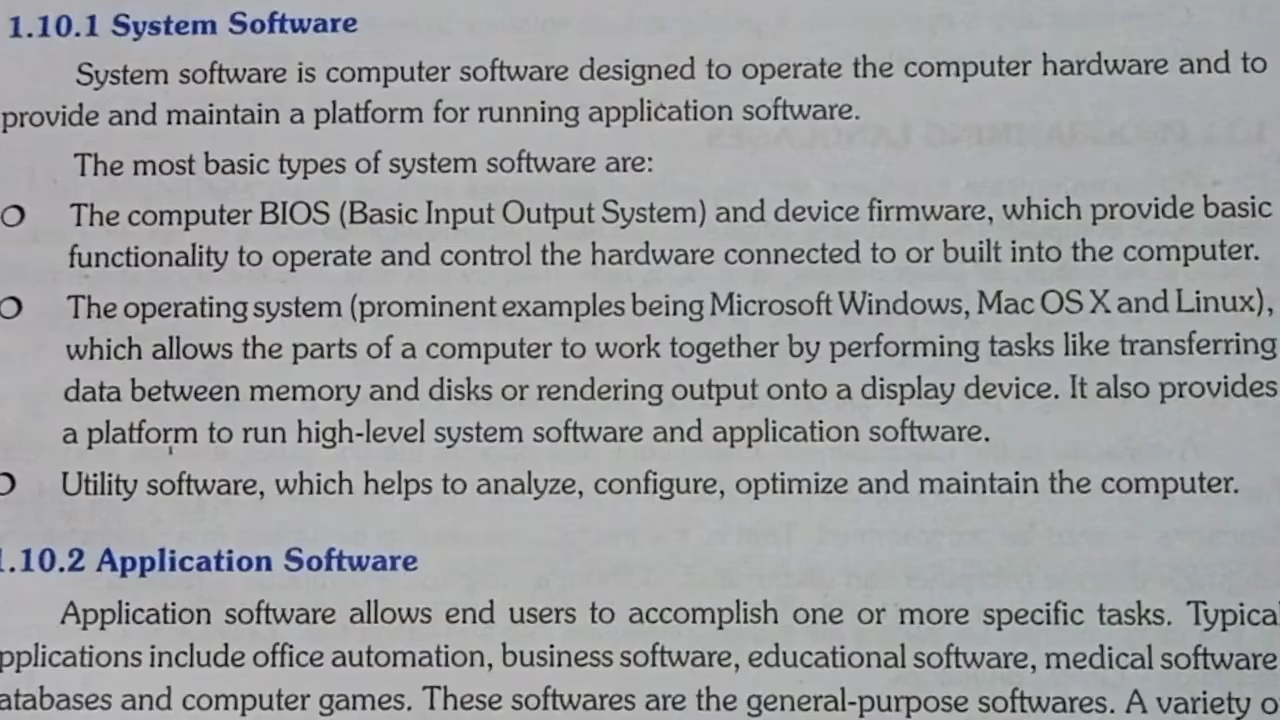 1.10.1 System Software
System software is computer software designed to operate the computer hardware and to
provide and maintain a platform for running application software.
The most basic types of system software are:
The computer BIOS (Basic Input Output System) and device firmware, which provide basic
functionality to operate and control the hardware connected to or built into the computer.
The operating system (prominent examples being Microsoft Windows, Mac OS X and Linux),
which allows the parts of a computer to work together by performing tasks like transferring
data between memory and disks or rendering output onto a display device. It also provides
a platform to run high-level system software and application software.
Utility software, which helps to analyze, configure, optimize and maintain the computer.
1.10.2 Application Software
Application software allows end users to accomplish one or more specific tasks. Typica
pplications include office automation, business software, educational software, medical software
atabases and computer games. These softwares are the general-purpose softwares. A variety o